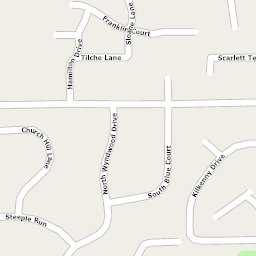 Sloane Lane
Franklin Court
Hamilton Drive
Tilche Lane
Scarlett Te
Church Hill Lane
North Wyndwood Drive
South Blue Court
Kilkenny Drive
Steeple Run